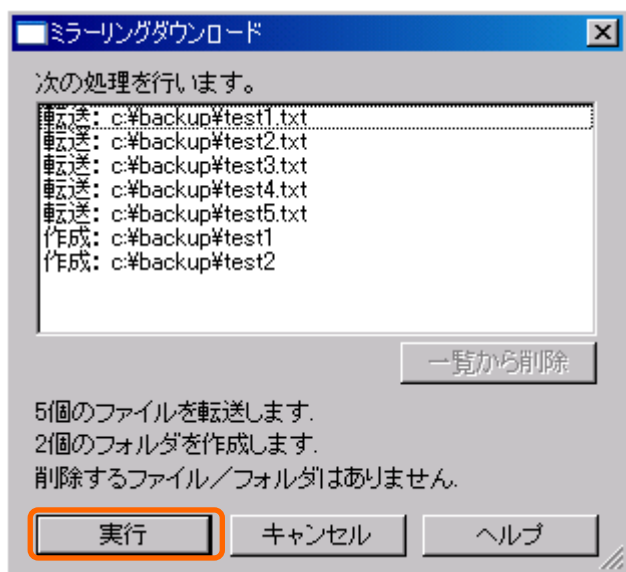 ミラーリングダウンロード
次の処理を行います。
転送: c:¥backup¥test1.txt
転送: c:¥backup¥test2.txt
転送: c:¥backup¥test3.txt
転送: c:¥backup¥test4.txt
転送: c:¥backup¥test5.txt
作成: c:¥backup¥test1
作成: c:¥backup¥test2
一覧から削除
5個のファイルを転送します.
2個のフォルダを作成します.
削除するファイル／フォルダはありません.
実行 キャンセル ヘルプ